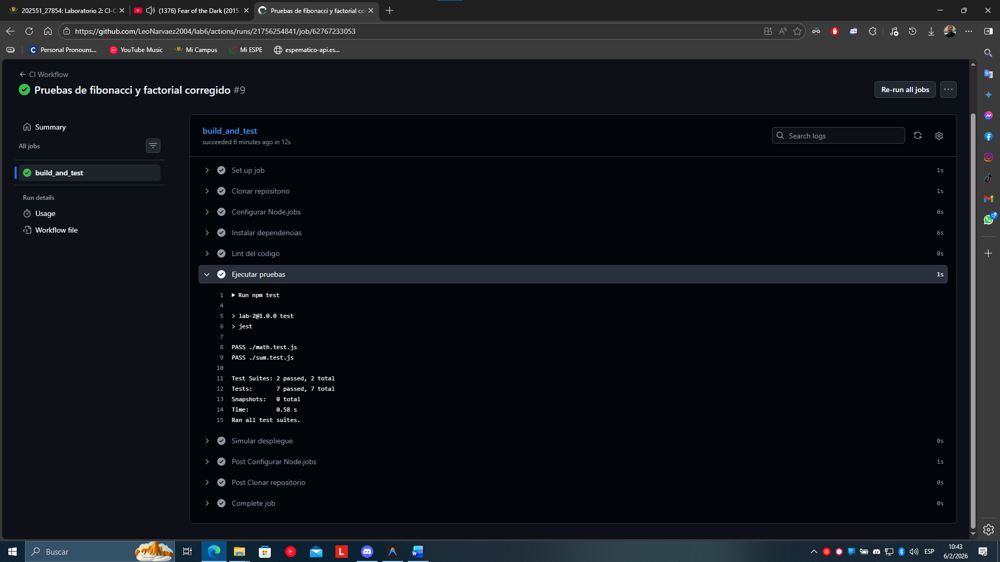 202551_27854: Laboratorio 2: CI-C
(1376) Fear of the Dark (2015
Pruebas de fibonacci y factorial co
https://github.com/LeoNarvaez2004/lab6/actions/runs/21756254841/job/62767233053
Personal Pronouns...
YouTube Music
Mi Campus
Mi ESPE
espematico-api.es...
CI Workflow
Pruebas de fibonacci y factorial corregido #9
Re-run all jobs
Summary
All jobs
build_and_test
Run details
Usage
Workflow file
build_and_test
succeeded 6 minutes ago in 12s
Search logs
Set up job 1s
Clonar repositorio 1s
Configurar Node.jobs 0s
Instalar dependencias 6s
Lint del codigo 0s
Ejecutar pruebas 1s
1 Run npm test
4
5 > lab-2@1.0.0 test
6 > jest
7
8 PASS ./math.test.js
9 PASS ./sum.test.js
10
11 Test Suites: 2 passed, 2 total
12 Tests: 7 passed, 7 total
13 Snapshots: 0 total
14 Time: 0.58 s
15 Ran all test suites.
Simular despliegue 0s
Post Configurar Node.jobs 1s
Post Clonar repositorio 0s
Complete job 0s
Buscar
ESP
10:43
6/2/2026